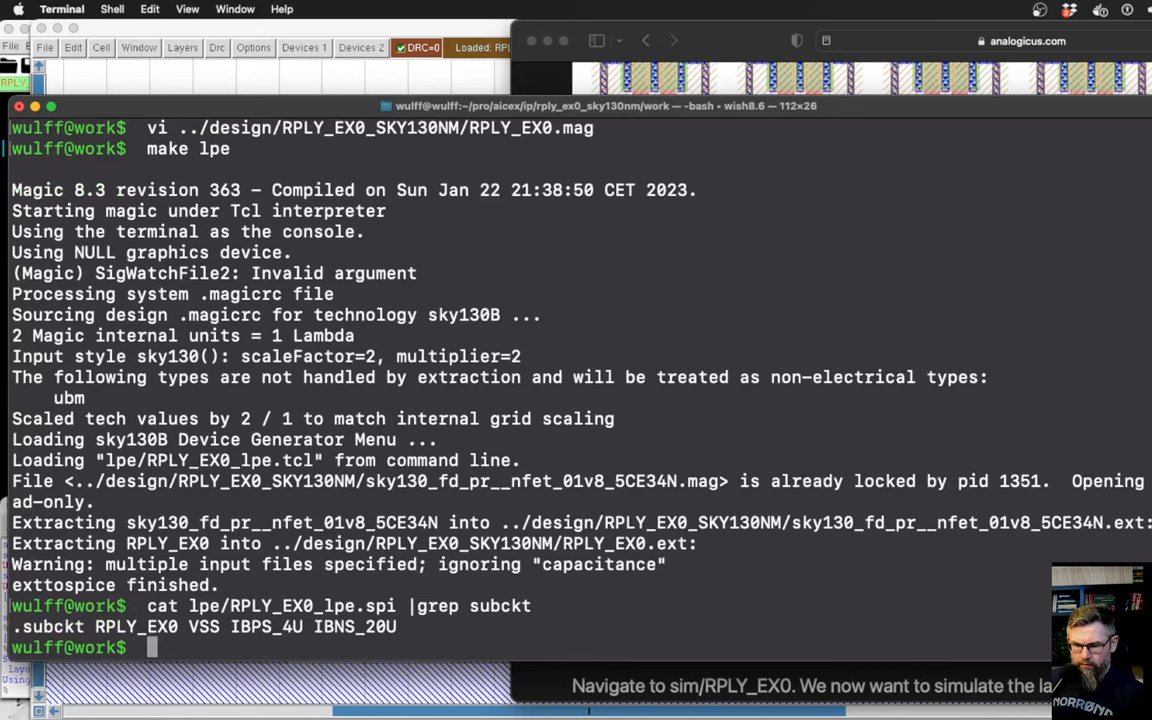 Terminal Shell Edit View Window Help
File Edit Cell Window Layers Drc Options Devices 1 Devices 2 DRC=0 Loaded: RPL
analogicus.com
File
RPLY
wulff@wulff:~/pro/aicex/ip/rply_ex0_sky130nm/work — -bash • wish8.6 — 112×26
wulff@work$ vi ../design/RPLY_EX0_SKY130NM/RPLY_EX0.mag
wulff@work$ make lpe
Magic 8.3 revision 363 - Compiled on Sun Jan 22 21:38:50 CET 2023.
Starting magic under Tcl interpreter
Using the terminal as the console.
Using NULL graphics device.
(Magic) SigWatchFile2: Invalid argument
Processing system .magicrc file
Sourcing design .magicrc for technology sky130B ...
2 Magic internal units = 1 Lambda
Input style sky130(): scaleFactor=2, multiplier=2
The following types are not handled by extraction and will be treated as non-electrical types:
ubm
Scaled tech values by 2 / 1 to match internal grid scaling
Loading sky130B Device Generator Menu ...
Loading "lpe/RPLY_EX0_lpe.tcl" from command line.
File <../design/RPLY_EX0_SKY130NM/sky130_fd_pr__nfet_01v8_5CE34N.mag> is already locked by pid 1351.  Opening
ad-only.
Extracting sky130_fd_pr__nfet_01v8_5CE34N into ../design/RPLY_EX0_SKY130NM/sky130_fd_pr__nfet_01v8_5CE34N.ext:
Extracting RPLY_EX0 into ../design/RPLY_EX0_SKY130NM/RPLY_EX0.ext:
Warning: multiple input files specified; ignoring "capacitance"
exttospice finished.
wulff@work$ cat lpe/RPLY_EX0_lpe.spi |grep subckt
.subckt RPLY_EX0 VSS IBPS_4U IBNS_20U
wulff@work$
Navigate to sim/RPLY_EX0. We now want to simulate the la
NORRØND